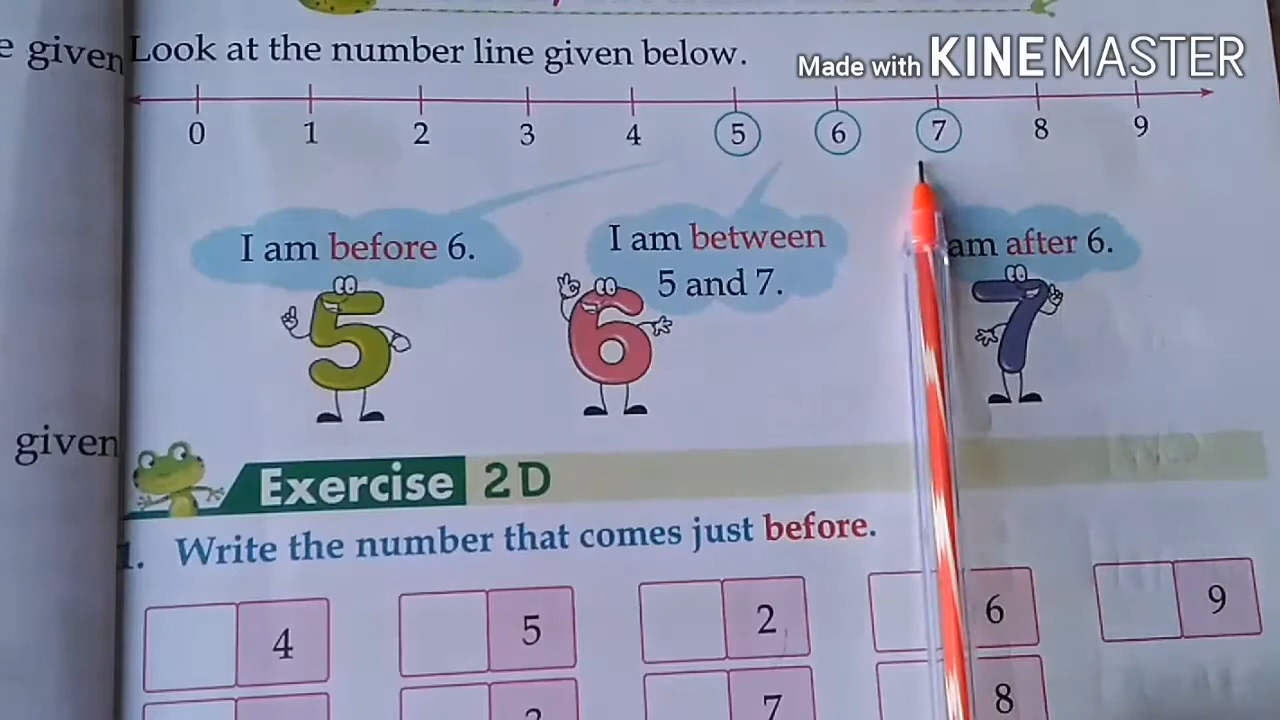 e given
Look at the number line given below.
Made with KINEMASTER
0 1 2 3 4 5 6 7 8 9
I am before 6.
I am between
5 and 7.
am after 6.
5 6 7
given
Exercise 2D
1. Write the number that comes just before.
4 5 2 6 9
7 8